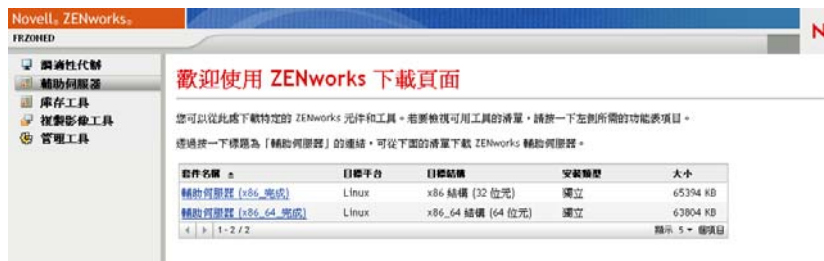 Novell® ZENworks®
FRZONED
N
調適性代辦
輔助伺服器
庫存工具
複製影像工具
管理工具
歡迎使用 ZENworks 下載頁面
您可以從此處下載特定的 ZENworks 元件和工具。若要檢視可用工具的清單，請按一下左側所需的功能表項目。
透過按一下標題為「輔助伺服器」的連結，可從下面的清單下載 ZENworks 輔助伺服器。
套件名稱 目標平台 目標結構 安裝類型 大小
輔助伺服器 (x86_完成) Linux x86 結構 (32 位元) 獨立 65394 KB
輔助伺服器 (x86_64_完成) Linux x86_64 結構 (64 位元) 獨立 63804 KB
1 - 2 / 2 顯示 5 個項目